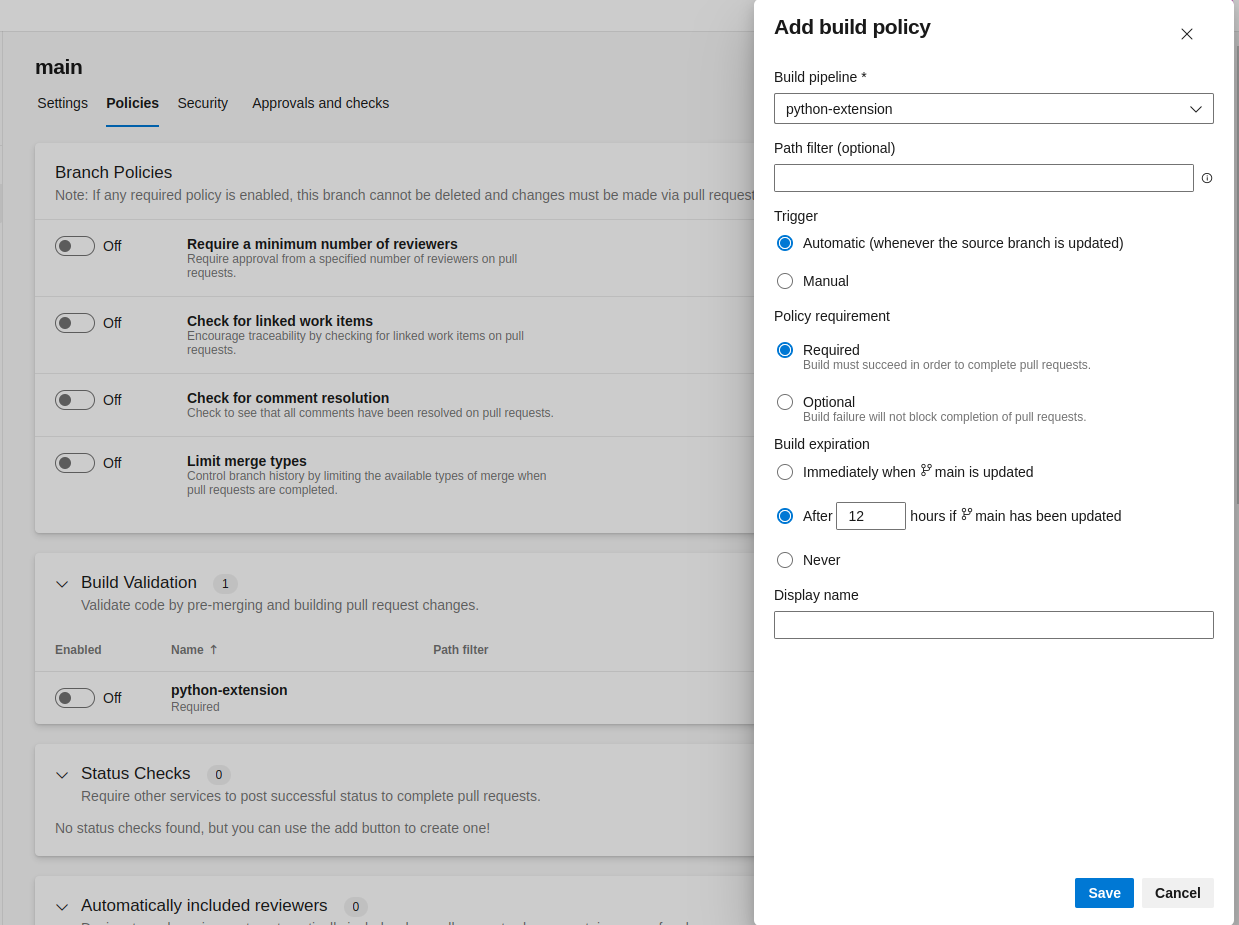 main
Settings Policies Security Approvals and checks
Branch Policies
Note: If any required policy is enabled, this branch cannot be deleted and changes must be made via pull request
Off
Require a minimum number of reviewers
Require approval from a specified number of reviewers on pull
requests.
Off
Check for linked work items
Encourage traceability by checking for linked work items on pull
requests.
Off
Check for comment resolution
Check to see that all comments have been resolved on pull requests.
Off
Limit merge types
Control branch history by limiting the available types of merge when
pull requests are completed.
Build Validation 1
Validate code by pre-merging and building pull request changes.
Enabled Name ↑ Path filter
Off
python-extension
Required
Status Checks 0
Require other services to post successful status to complete pull requests.
No status checks found, but you can use the add button to create one!
Automatically included reviewers 0
Add build policy
Build pipeline *
python-extension
Path filter (optional)
Trigger
Automatic (whenever the source branch is updated)
Manual
Policy requirement
Required
Build must succeed in order to complete pull requests.
Optional
Build failure will not block completion of pull requests.
Build expiration
Immediately when main is updated
After 12 hours if main has been updated
Never
Display name
Save Cancel